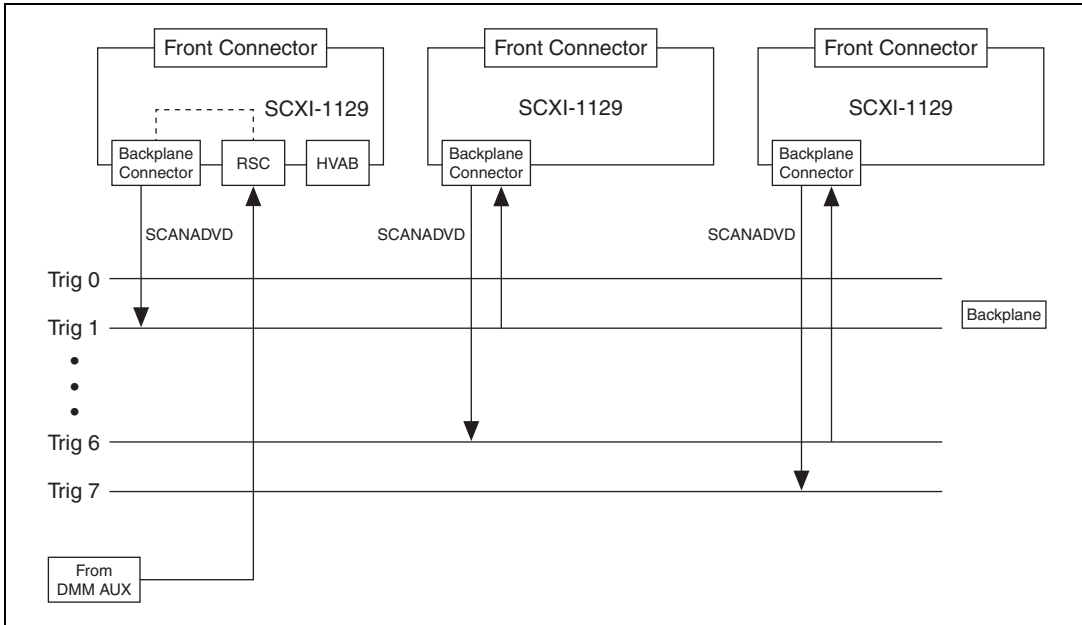 Front Connector
Front Connector
Front Connector
SCXI-1129
SCXI-1129
SCXI-1129
Backplane
Connector
RSC
HVAB
Backplane
Connector
Backplane
Connector
SCANADVD
SCANADVD
SCANADVD
Trig 0
Trig 1
Backplane
Trig 6
Trig 7
From
DMM AUX